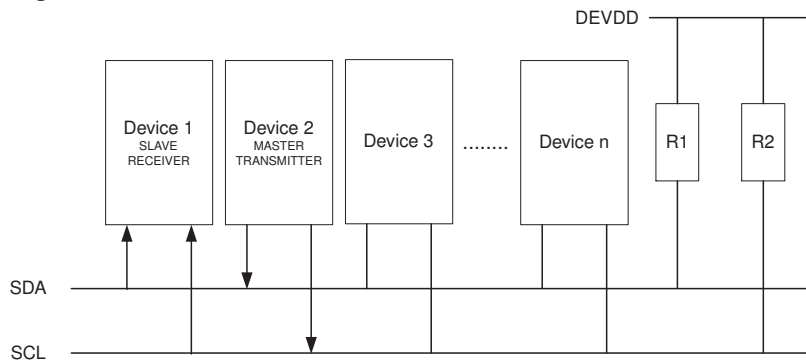 DEVDD
Device 1
SLAVE
RECEIVER
Device 2
MASTER
TRANSMITTER
Device 3
........
Device n
R1
R2
SDA
SCL